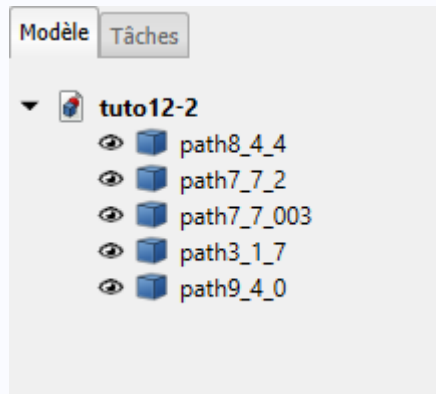 Modèle Tâches
tuto12-2
path8_4_4
path7_7_2
path7_7_003
path3_1_7
path9_4_0